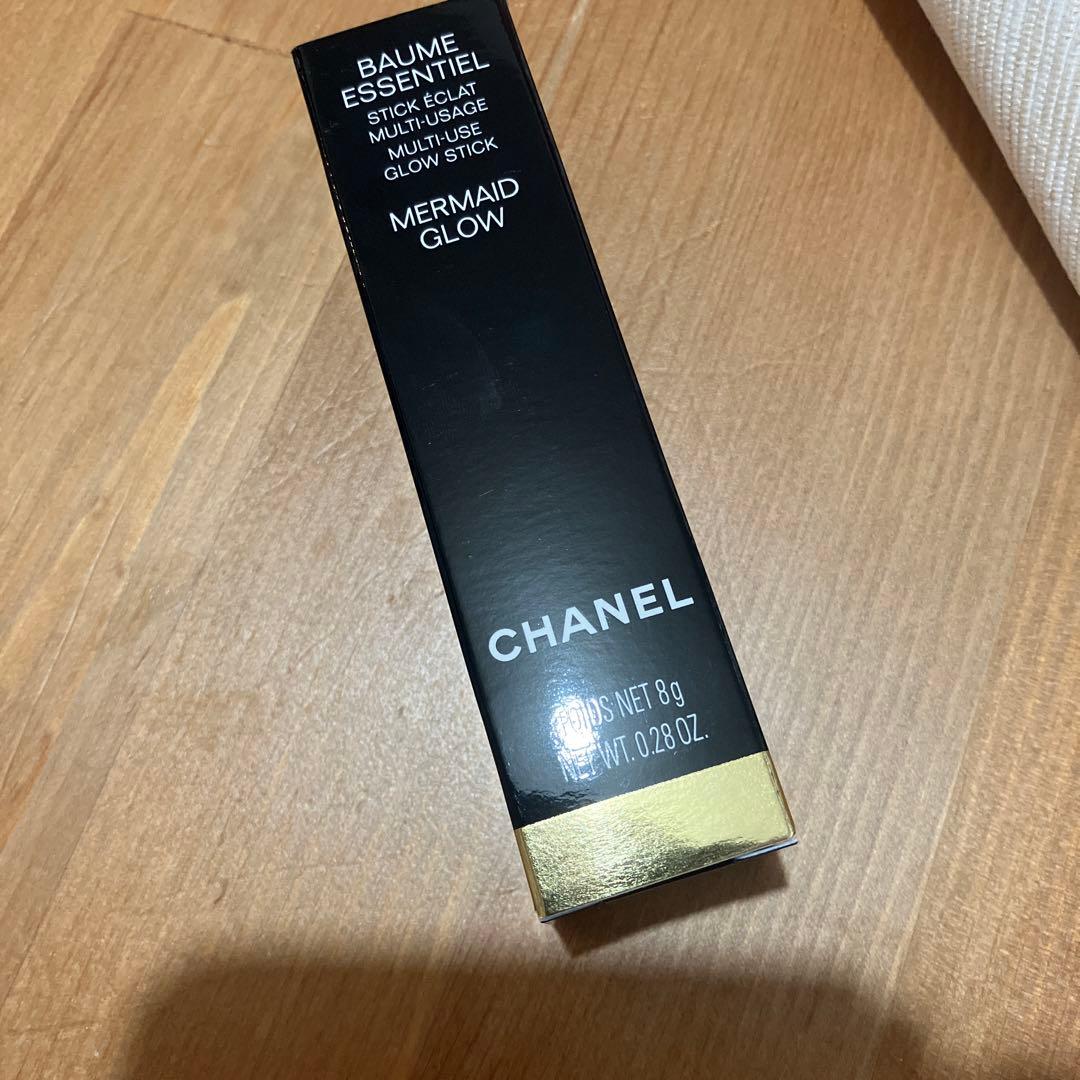 BAUME
ESSENTIEL
STICK ÉCLAT
MULTI-USAGE
MULTI-USE
GLOW STICK
MERMAID
GLOW
CHANEL
POIDS NET 8 g
NET WT. 0.28 OZ.